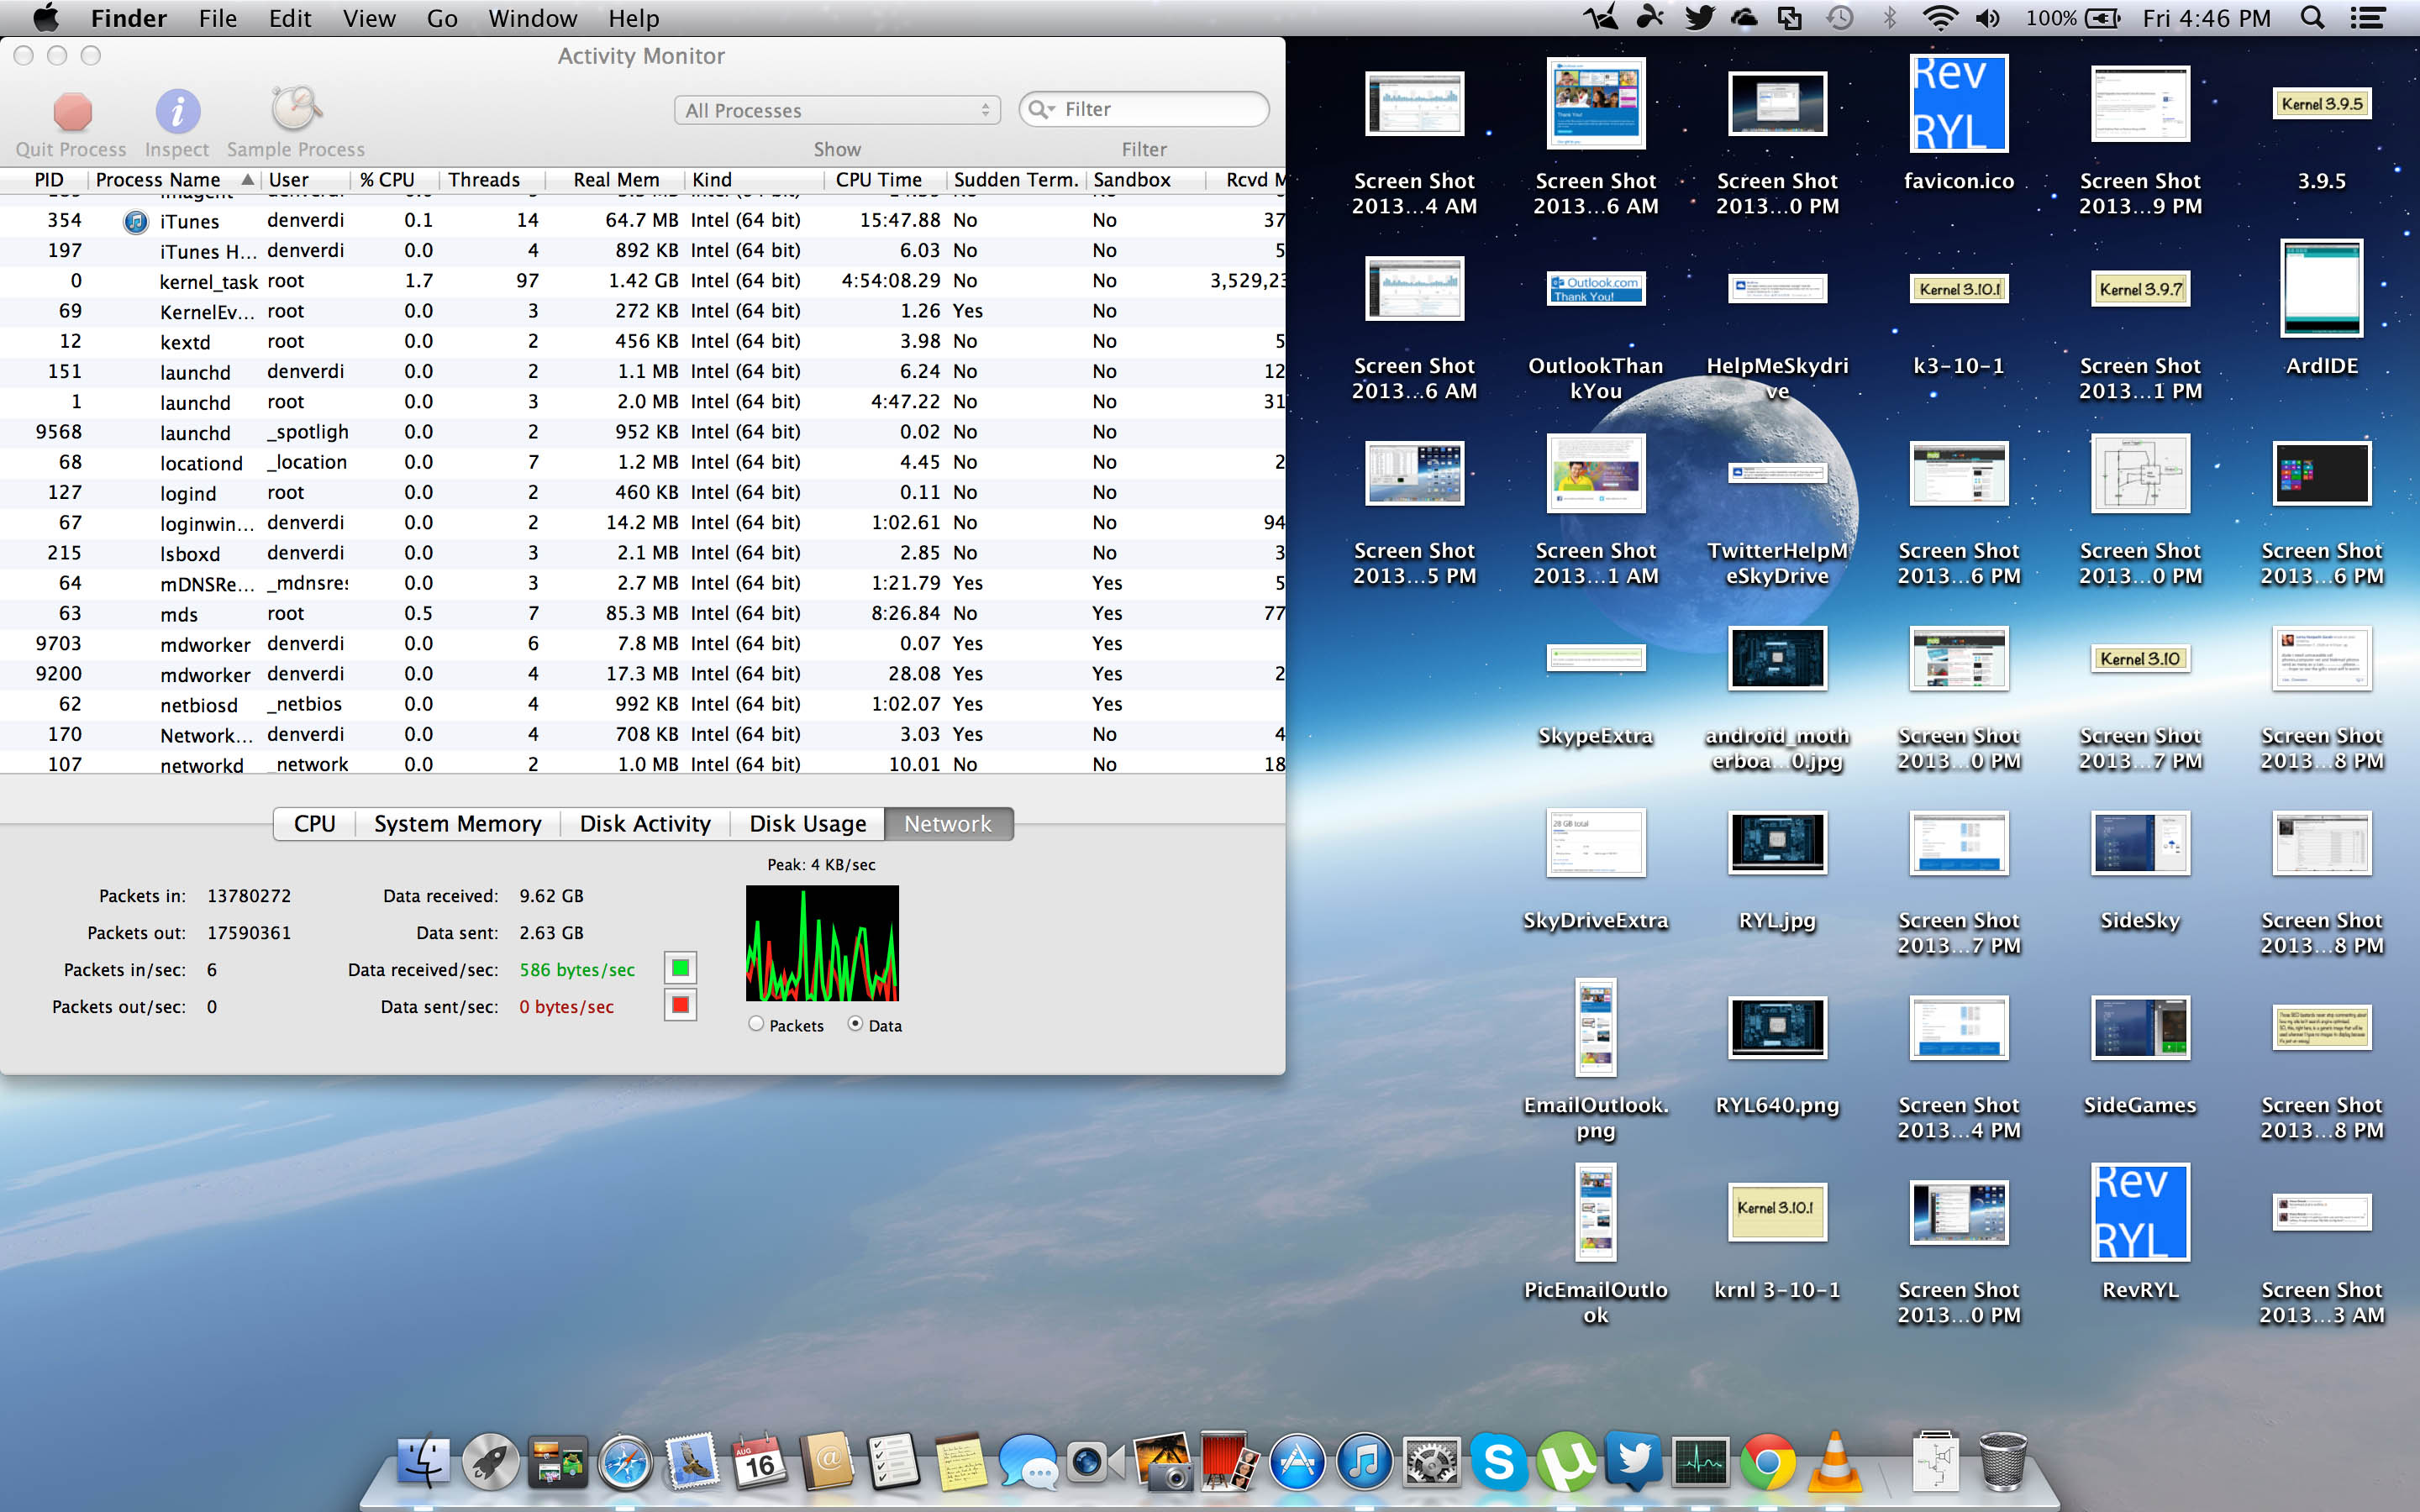 Finder File Edit View Go Window Help 100% Fri 4:46 PM
Activity Monitor
All Processes Filter
Quit Process Inspect Sample Process Show Filter
PID Process Name User % CPU Threads Real Mem Kind CPU Time Sudden Term. Sandbox Rcvd M
354 iTunes denverdi 0.1 14 64.7 MB Intel (64 bit) 15:47.88 No No 37
197 iTunes H... denverdi 0.0 4 892 KB Intel (64 bit) 6.03 No No 5
0 kernel_task root 1.7 97 1.42 GB Intel (64 bit) 4:54:08.29 No No 3,529,23
69 KernelEv... root 0.0 3 272 KB Intel (64 bit) 1.26 Yes No
12 kextd root 0.0 2 456 KB Intel (64 bit) 3.98 No No 5
151 launchd denverdi 0.0 2 1.1 MB Intel (64 bit) 6.24 No No 12
1 launchd root 0.0 3 2.0 MB Intel (64 bit) 4:47.22 No No 31
9568 launchd _spotligh 0.0 2 952 KB Intel (64 bit) 0.02 No No
68 locationd _location 0.0 7 1.2 MB Intel (64 bit) 4.45 No No 2
127 logind root 0.0 2 460 KB Intel (64 bit) 0.11 No No
67 loginwin... denverdi 0.0 2 14.2 MB Intel (64 bit) 1:02.61 No No 94
215 lsboxd denverdi 0.0 3 2.1 MB Intel (64 bit) 2.85 No No 3
64 mDNSRe... _mdnsres 0.0 3 2.7 MB Intel (64 bit) 1:21.79 Yes Yes 5
63 mds root 0.5 7 85.3 MB Intel (64 bit) 8:26.84 No Yes 77
9703 mdworker denverdi 0.0 6 7.8 MB Intel (64 bit) 0.07 Yes Yes
9200 mdworker denverdi 0.0 4 17.3 MB Intel (64 bit) 28.08 Yes Yes 2
62 netbiosd _netbios 0.0 4 992 KB Intel (64 bit) 1:02.07 Yes Yes
170 Network... denverdi 0.0 4 708 KB Intel (64 bit) 3.03 Yes No 4
107 networkd _network 0.0 2 1.0 MB Intel (64 bit) 10.01 No No 18
CPU System Memory Disk Activity Disk Usage Network
Peak: 4 KB/sec
Packets in: 13780272 Data received: 9.62 GB
Packets out: 17590361 Data sent: 2.63 GB
Packets in/sec: 6 Data received/sec: 586 bytes/sec
Packets out/sec: 0 Data sent/sec: 0 bytes/sec
Packets Data
Rev
RYL
Kernel 3.9.5
Screen Shot Screen Shot Screen Shot favicon.ico Screen Shot 3.9.5
2013...4 AM 2013...6 AM 2013...0 PM 2013...9 PM
Outlook.com
Thank You!
Kernel 3.10.1 Kernel 3.9.7
Screen Shot OutlookThan HelpMeSkydri k3-10-1 Screen Shot ArdIDE
2013...6 AM kYou ve 2013...1 PM
Screen Shot Screen Shot TwitterHelpM Screen Shot Screen Shot Screen Shot
2013...5 PM 2013...1 AM eSkyDrive 2013...6 PM 2013...0 PM 2013...6 PM
Kernel 3.10
SkypeExtra android_moth Screen Shot Screen Shot Screen Shot
erboa...0.jpg 2013...0 PM 2013...7 PM 2013...8 PM
28 GB total
SkyDriveExtra RYL.jpg Screen Shot SideSky Screen Shot
2013...7 PM 2013...8 PM
EmailOutlook. RYL640.png Screen Shot SideGames Screen Shot
png 2013...4 PM 2013...8 PM
Kernel 3.10.1
Rev
RYL
PicEmailOutlo krnl 3-10-1 Screen Shot RevRYL Screen Shot
ok 2013...0 PM 2013...3 AM
AUG
16